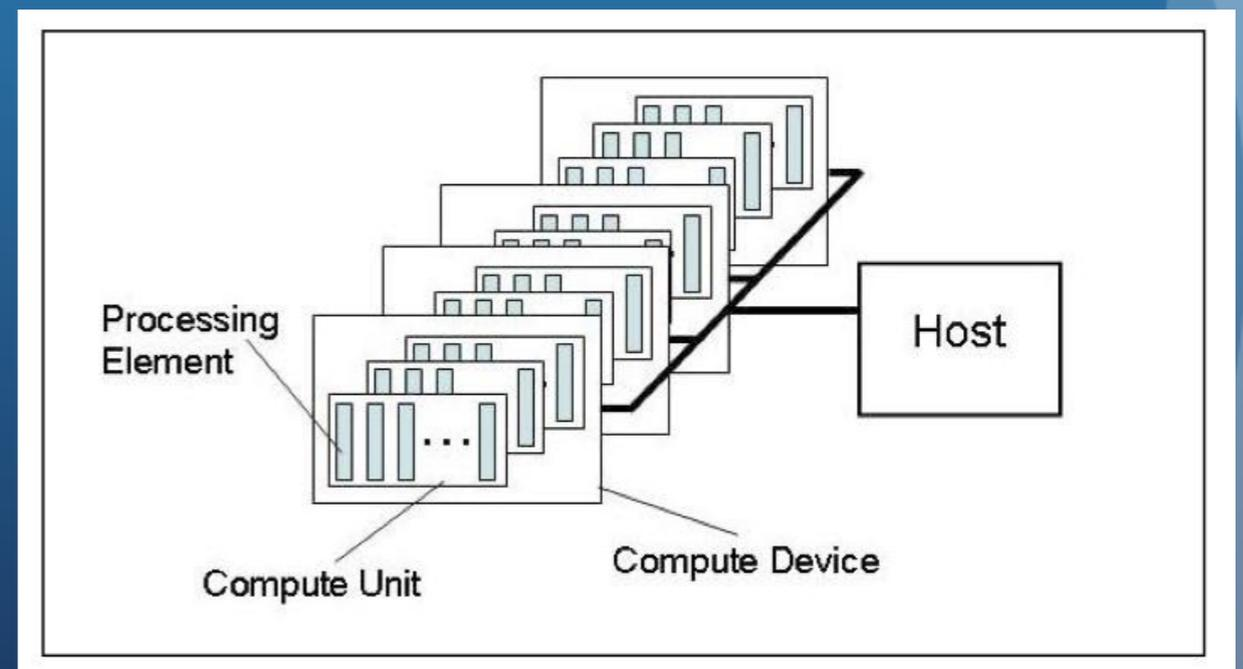 Processing
Element
Host
Compute Device
Compute Unit